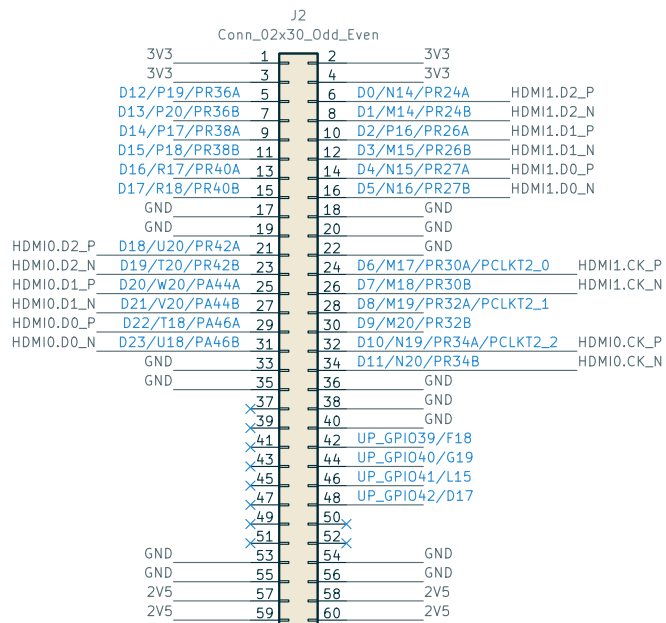 J2
Conn_02x30_Odd_Even
3V3 1 2 3V3
3V3 3 4 3V3
D12/P19/PR36A 5 6 D0/N14/PR24A HDMI1.D2_P
D13/P20/PR36B 7 8 D1/M14/PR24B HDMI1.D2_N
D14/P17/PR38A 9 10 D2/P16/PR26A HDMI1.D1_P
D15/P18/PR38B 11 12 D3/M15/PR26B HDMI1.D1_N
D16/R17/PR40A 13 14 D4/N15/PR27A HDMI1.D0_P
D17/R18/PR40B 15 16 D5/N16/PR27B HDMI1.D0_N
GND 17 18 GND
GND 19 20 GND
HDMI0.D2_P D18/U20/PR42A 21 22 GND
HDMI0.D2_N D19/T20/PR42B 23 24 D6/M17/PR30A/PCLKT2_0 HDMI1.CK_P
HDMI0.D1_P D20/W20/PA44A 25 26 D7/M18/PR30B HDMI1.CK_N
HDMI0.D1_N D21/V20/PA44B 27 28 D8/M19/PR32A/PCLKT2_1
HDMI0.D0_P D22/T18/PA46A 29 30 D9/M20/PR32B
HDMI0.D0_N D23/U18/PA46B 31 32 D10/N19/PR34A/PCLKT2_2 HDMI0.CK_P
GND 33 34 D11/N20/PR34B HDMI0.CK_N
GND 35 36 GND
37 38 GND
39 40 GND
41 42 UP_GPIO39/F18
43 44 UP_GPIO40/G19
45 46 UP_GPIO41/L15
47 48 UP_GPIO42/D17
49 50
51 52
GND 53 54 GND
GND 55 56 GND
2V5 57 58 2V5
2V5 59 60 2V5